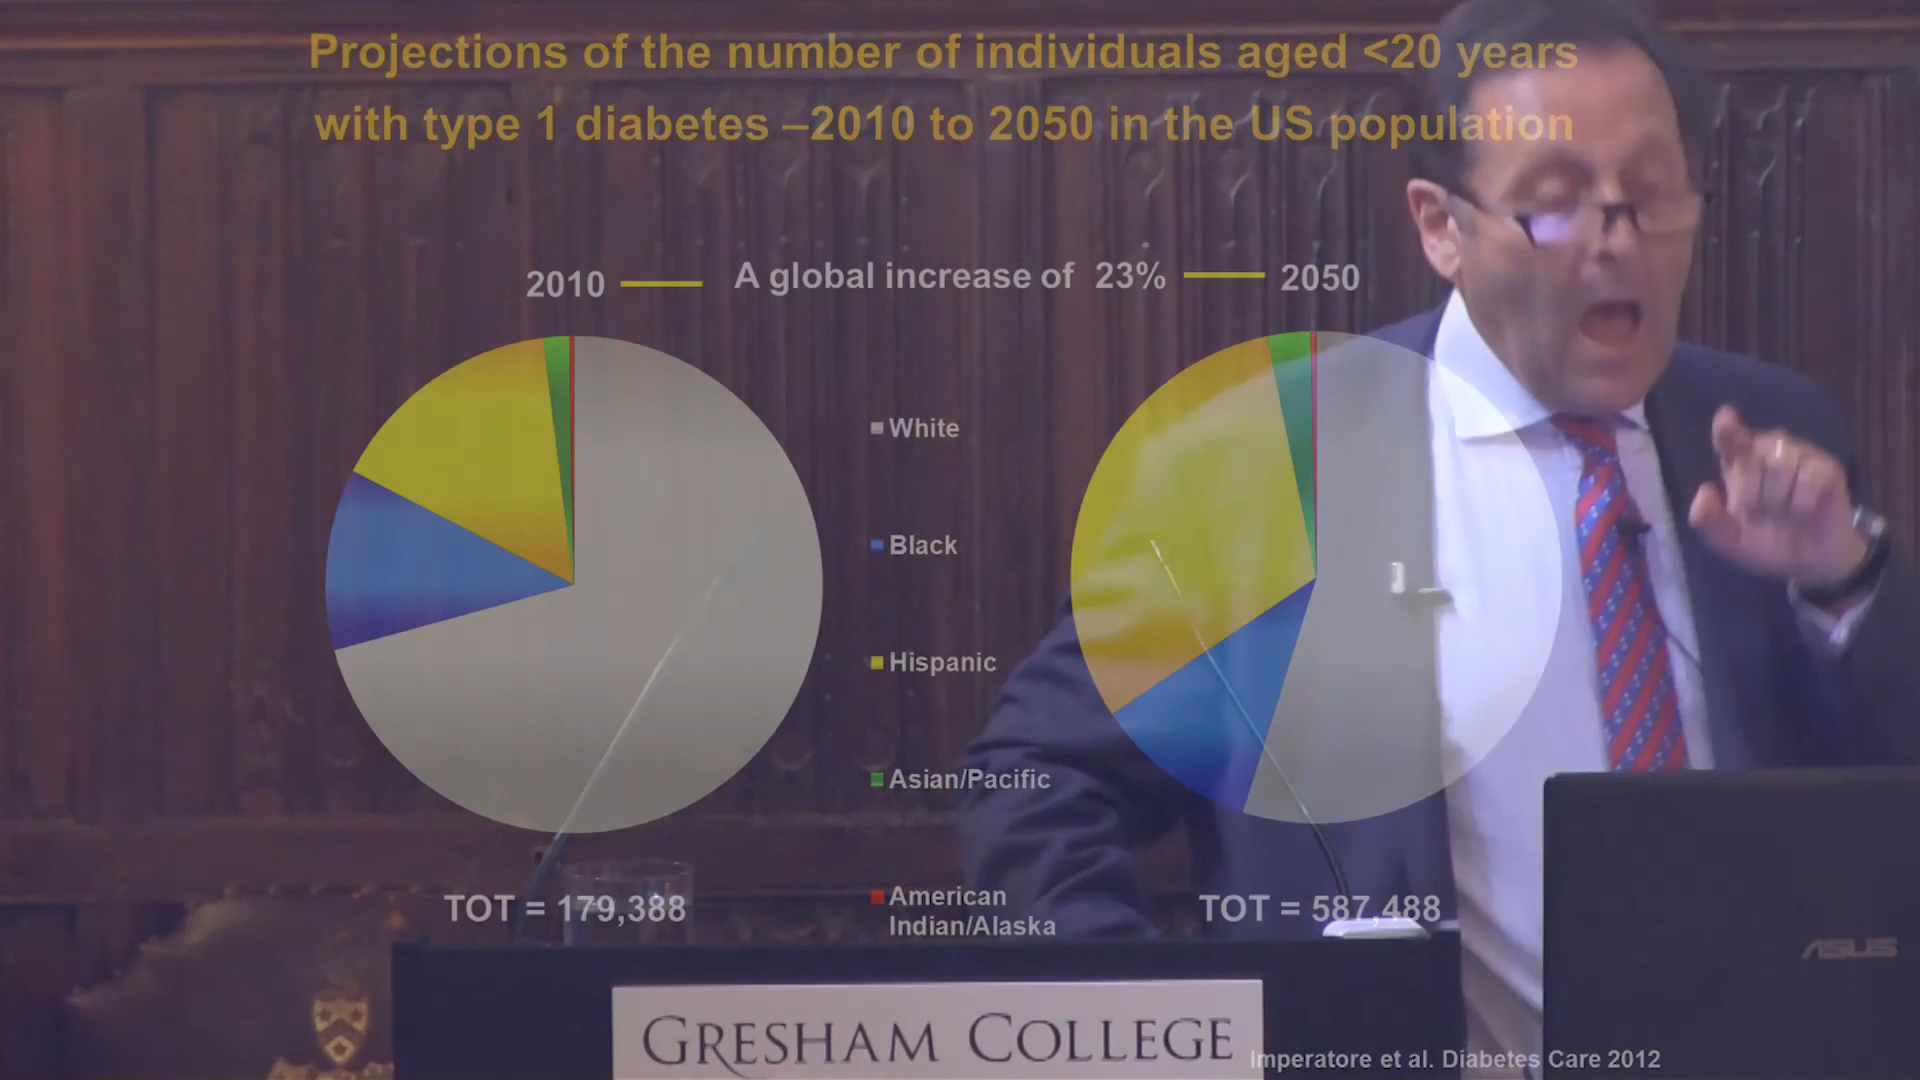 Projections of the number of individuals aged <20 years
with type 1 diabetes –2010 to 2050 in the US population
2010
A global increase of 23%
2050
White
Black
Hispanic
Asian/Pacific
American
Indian/Alaska
TOT = 179,388
TOT = 587,488
ASUS
GRESHAM COLLEGE
Imperatore et al. Diabetes Care 2012